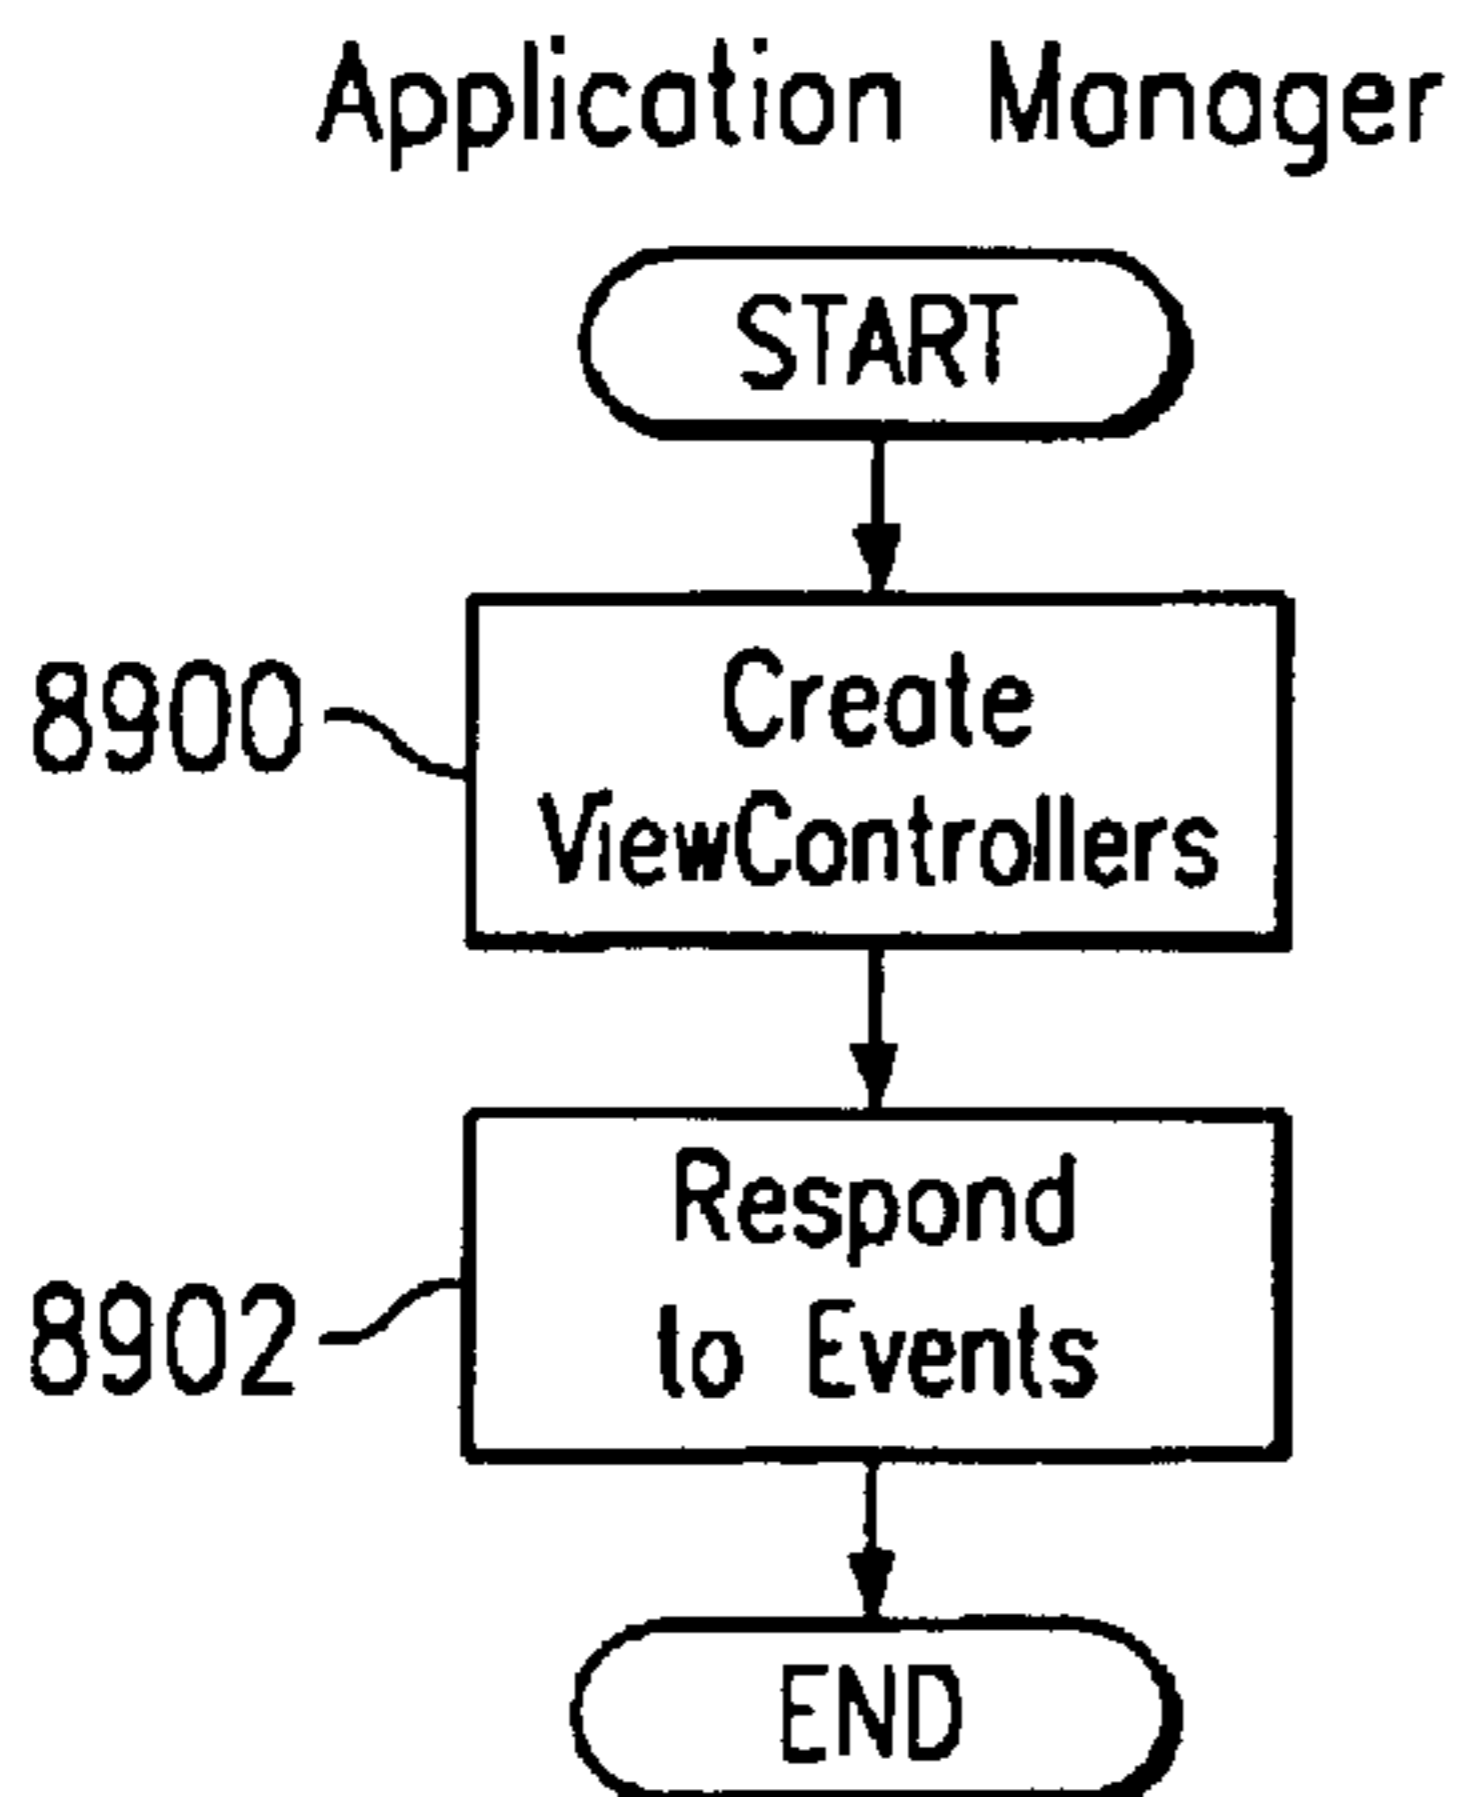 Application Manager
START
8900
Create
ViewControllers
Respond
8902
to Events
END